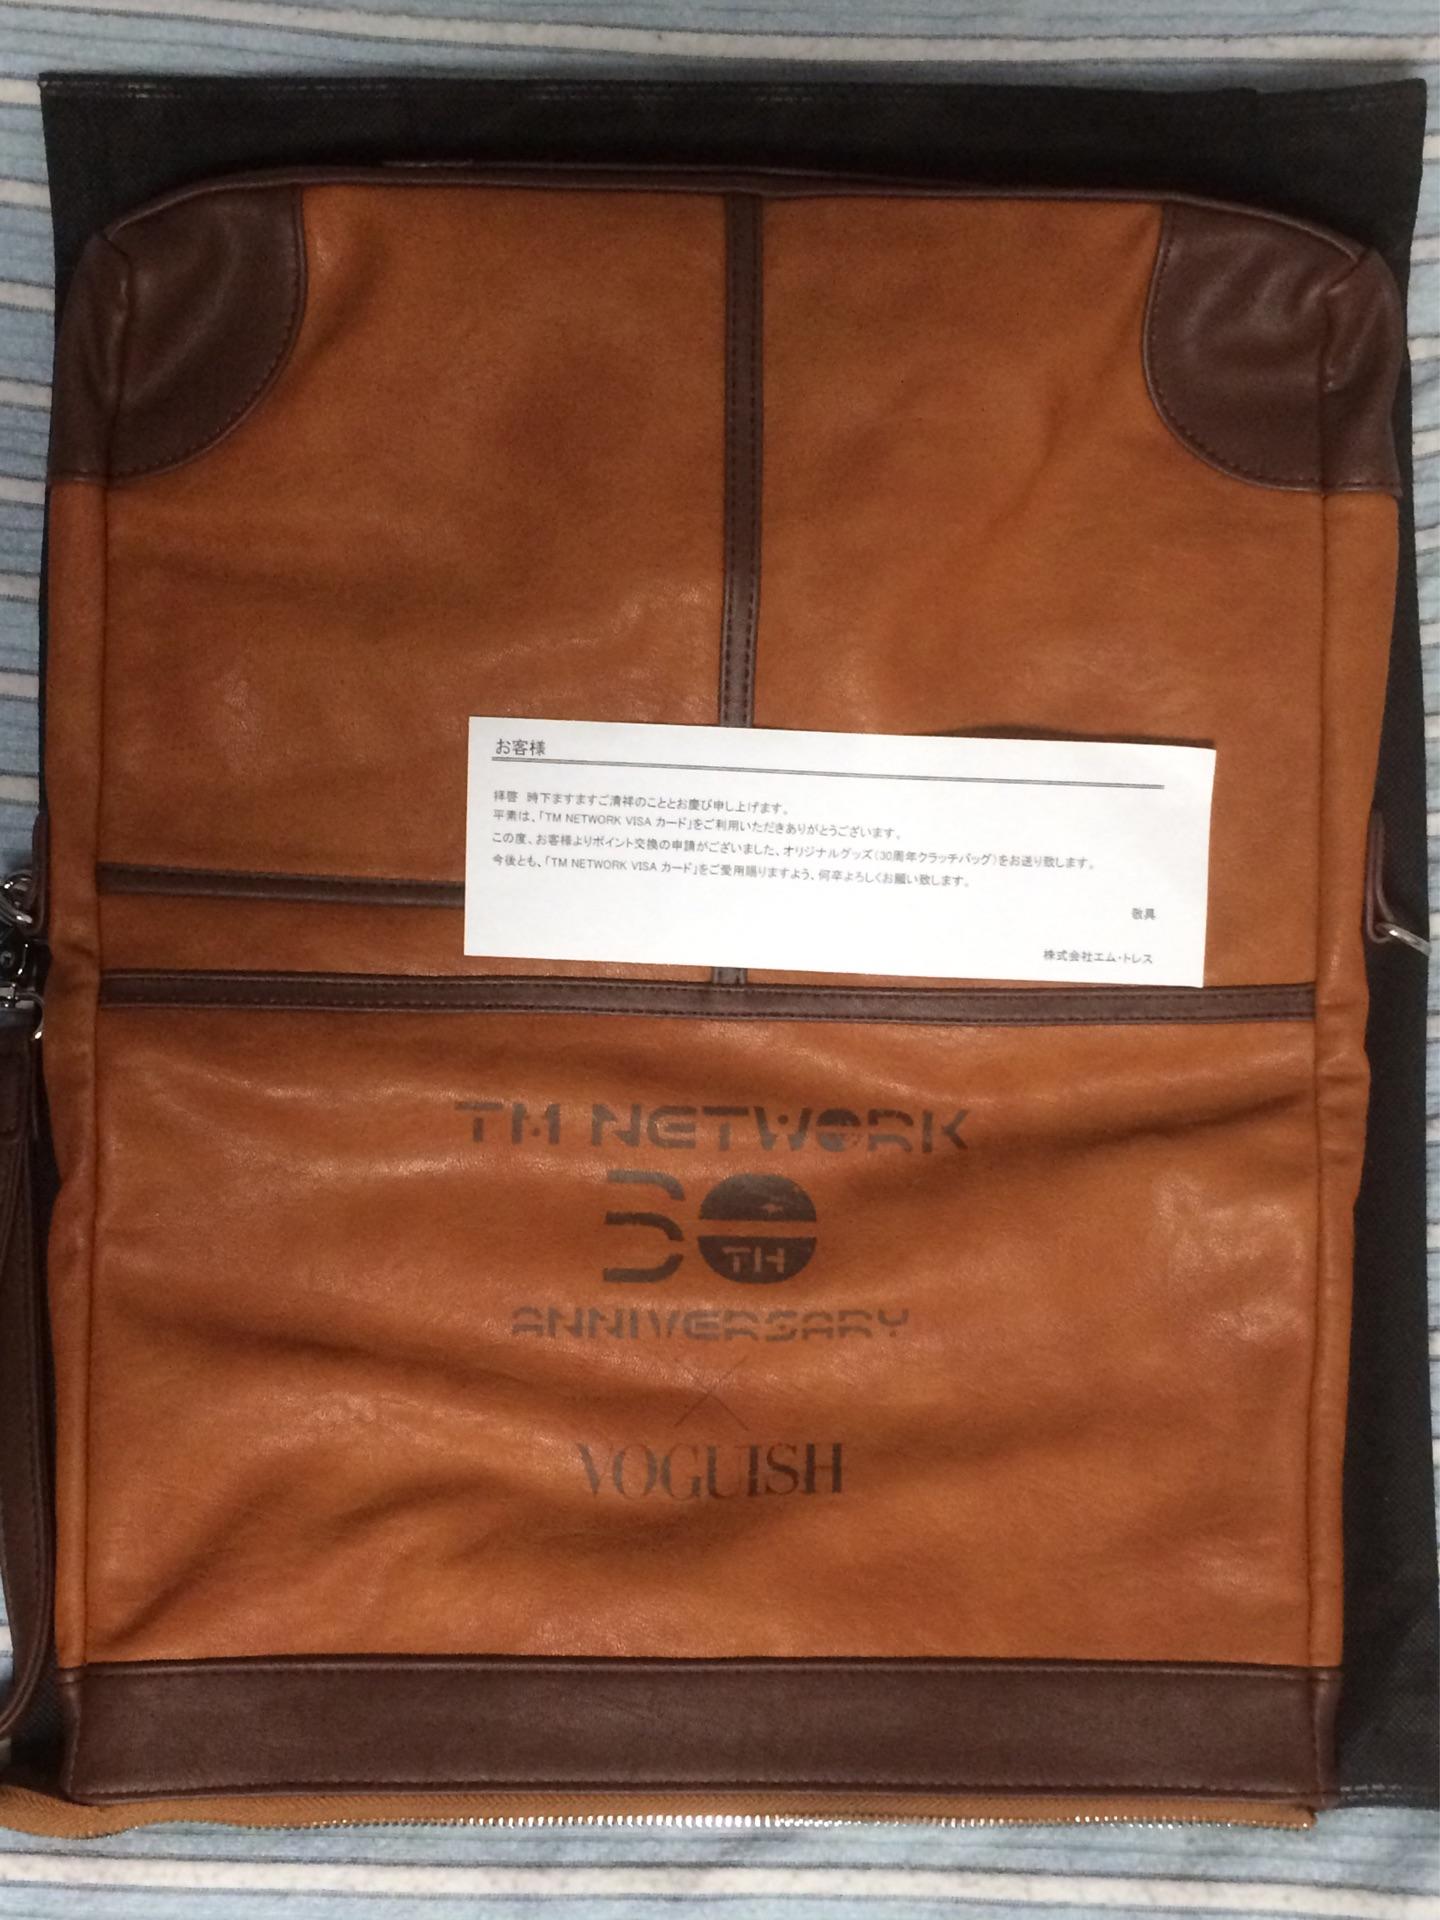 お客様
拝啓 時下ますますご清祥のこととお慶び申し上げます。
平素は、「TM NETWORK VISA カード」をご利用いただきありがとうございます。
この度、お客様よりポイント交換の申請がございました、オリジナルグッズ(30周年クラッチバッグ)をお送り致します。
今後とも、「TM NETWORK VISA カード」をご愛用賜りますよう、何卒よろしくお願い致します。
敬具
株式会社エム・トレス
TM NETWORK
30
TH
ANNIVERSARY
×
VOGUISH